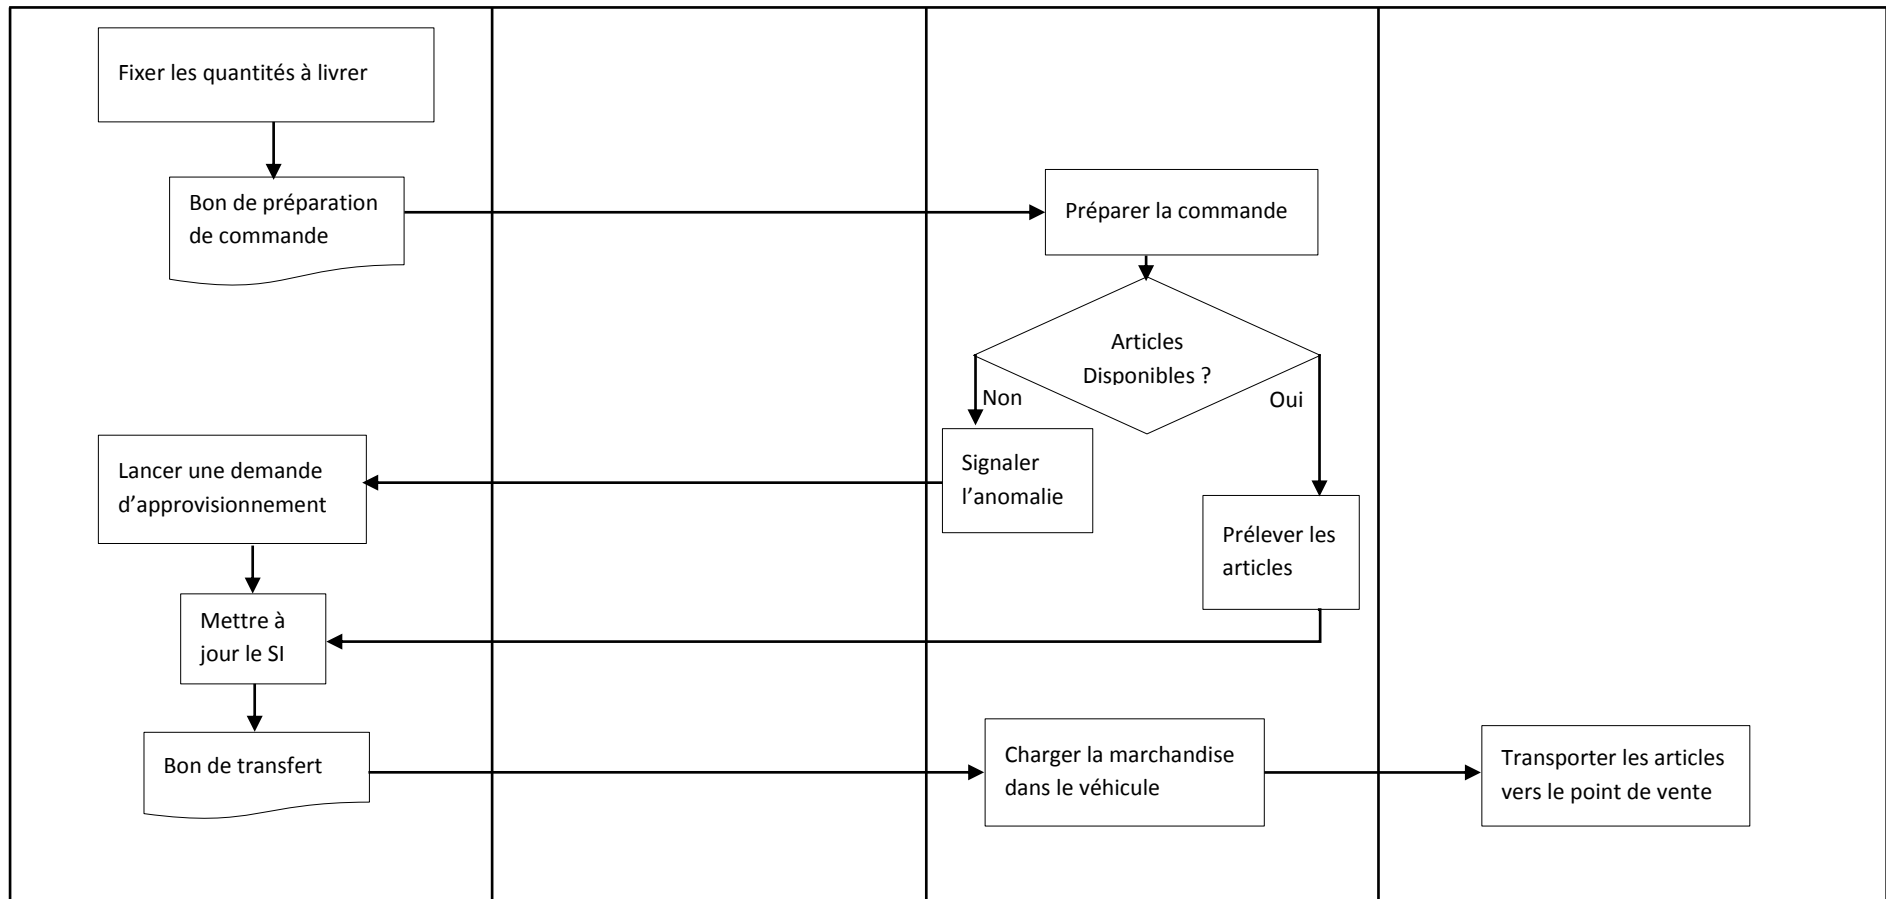 Fixer les quantités à livrer
Bon de préparation
de commande
Préparer la commande
Articles
Disponibles ?
Non
Oui
Lancer une demande
d’approvisionnement
Signaler
l’anomalie
Prélever les
articles
Mettre à
jour le SI
Bon de transfert
Charger la marchandise
dans le véhicule
Transporter les articles
vers le point de vente